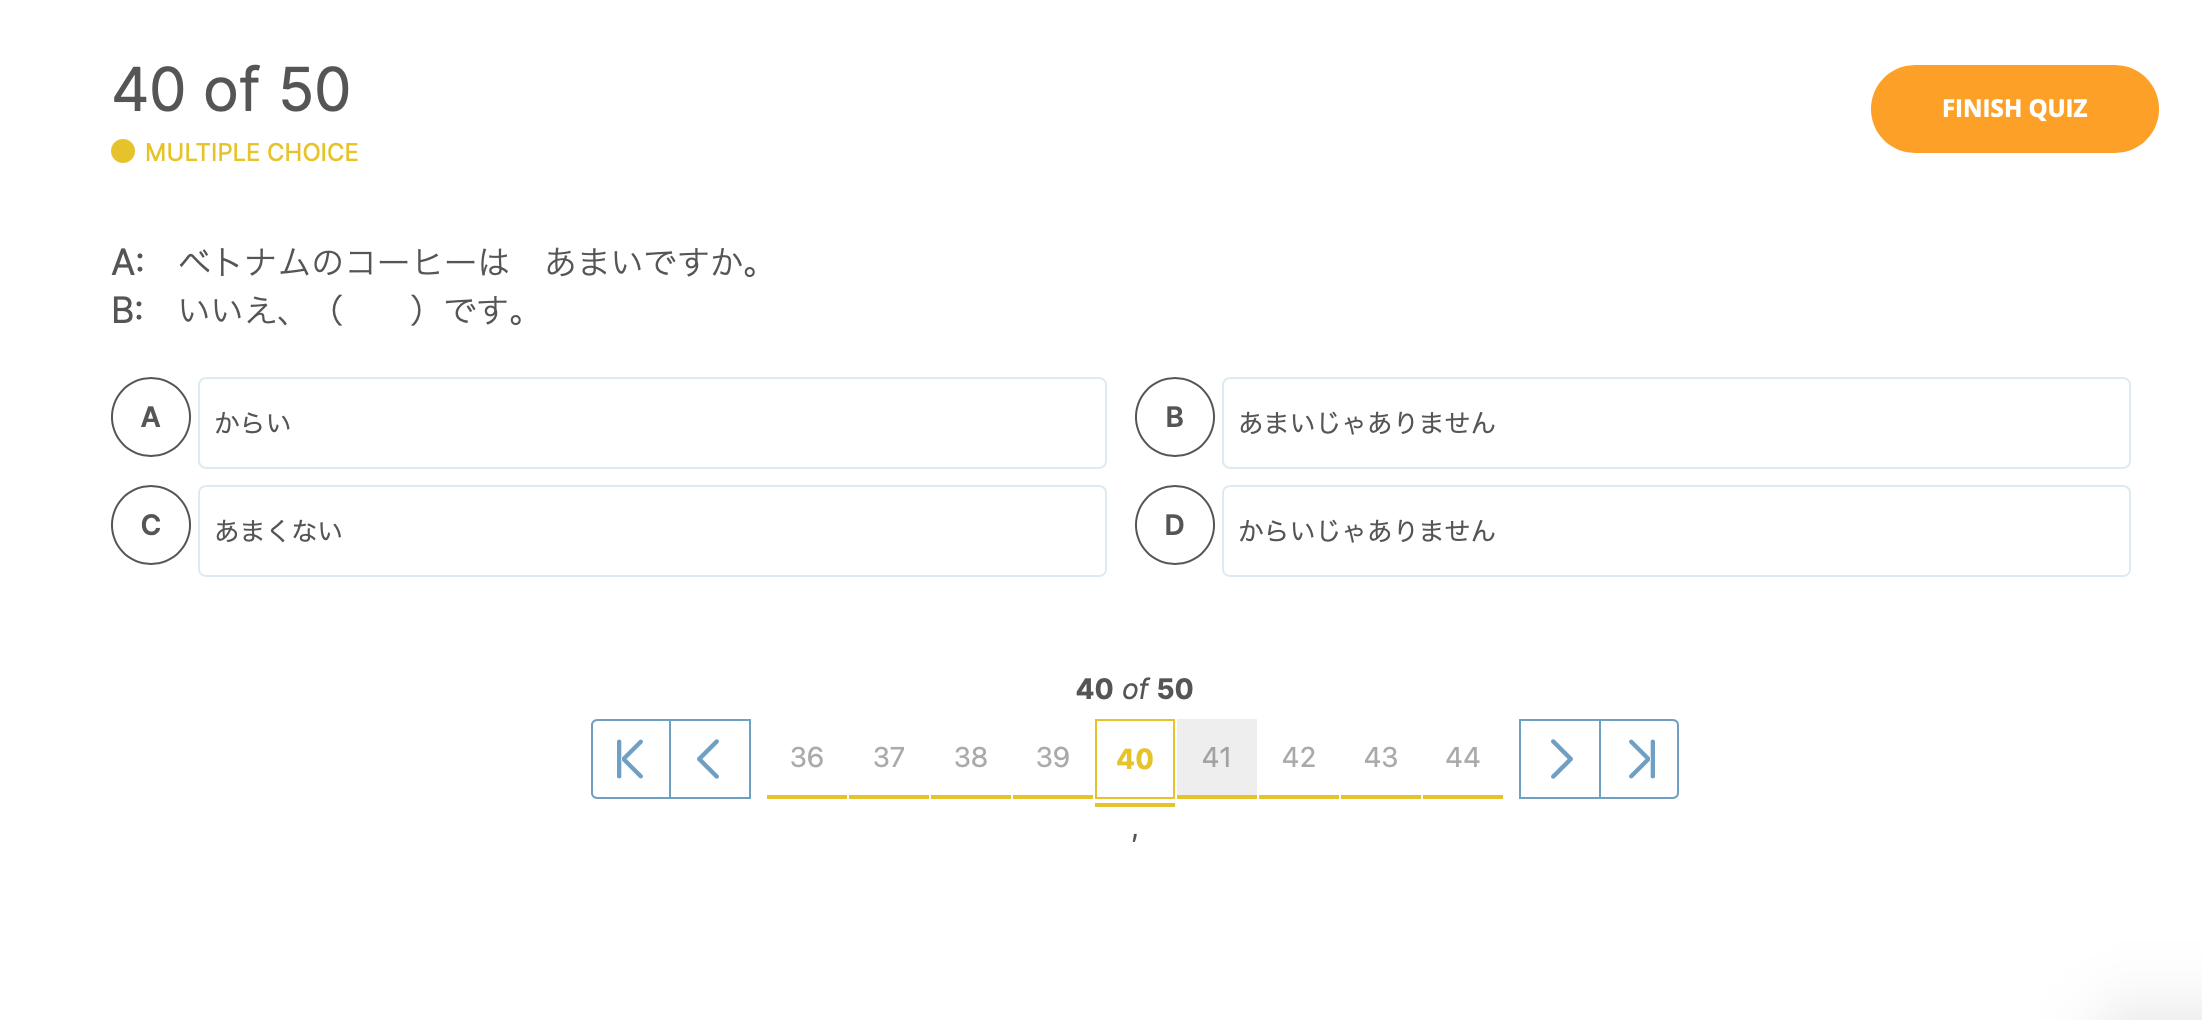 40 of 50
FINISH QUIZ
MULTIPLE CHOICE
A:　ベトナムのコーヒーは　あまいですか。
B:　いいえ、（　　）です。
A からい
B あまいじゃありません
C あまくない
D からいじゃありません
40 of 50
36 37 38 39 40 41 42 43 44
,